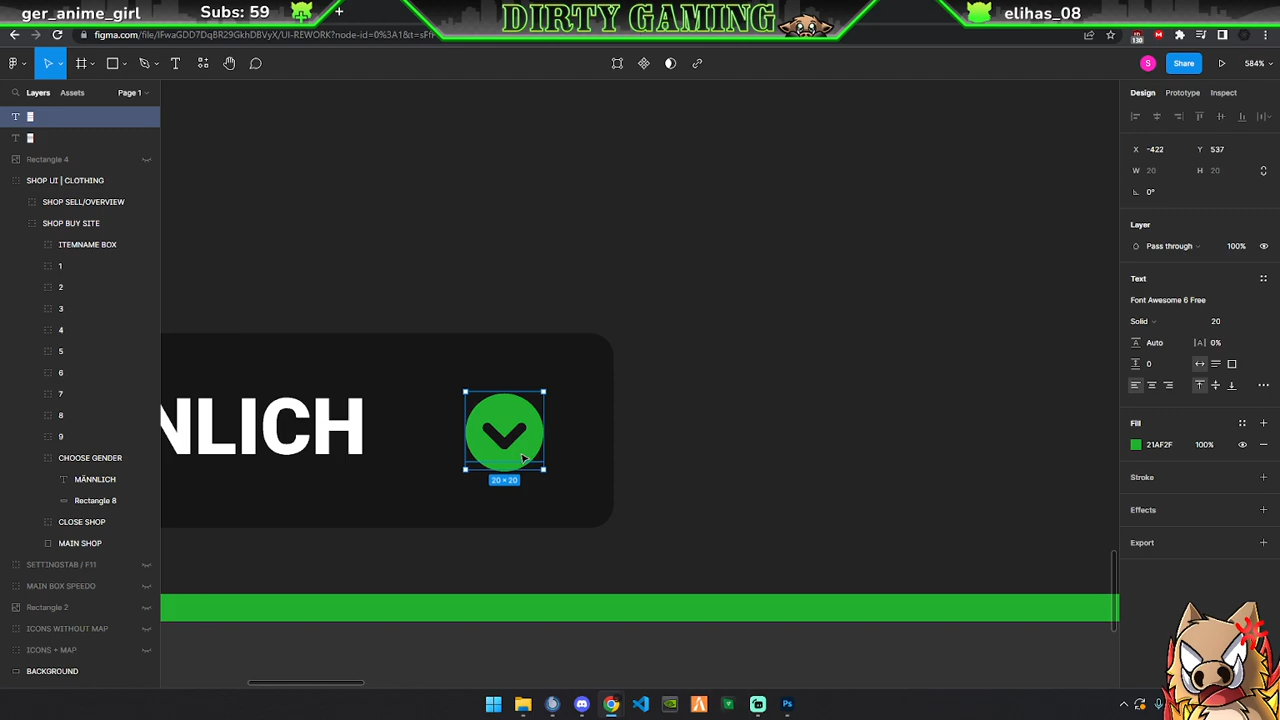 ger_anime_girl
Subs: 59
+
DIRTY GAMING
elihas_08
figma.com/file/IFwaGDD7DqBR29GkhDBVyX/UI-REWORK?node-id=0%3A1&t=sFf
130
S
Share
584%
Layers
Assets
Page 1
Design
Prototype
Inspect
Rectangle 4
SHOP UI | CLOTHING
SHOP SELL/OVERVIEW
SHOP BUY SITE
ITEMNAME BOX
1
2
3
4
5
6
7
8
9
CHOOSE GENDER
MÄNNLICH
Rectangle 8
CLOSE SHOP
MAIN SHOP
SETTINGSTAB / F11
MAIN BOX SPEEDO
Rectangle 2
ICONS WITHOUT MAP
ICONS + MAP
BACKGROUND
NLICH
20 × 20
X -422
Y 537
W 20
H 20
0°
Layer
Pass through
100%
Text
Font Awesome 6 Free
Solid
20
Auto
0%
0
Fill
21AF2F
100%
Stroke
Effects
Export
Ps